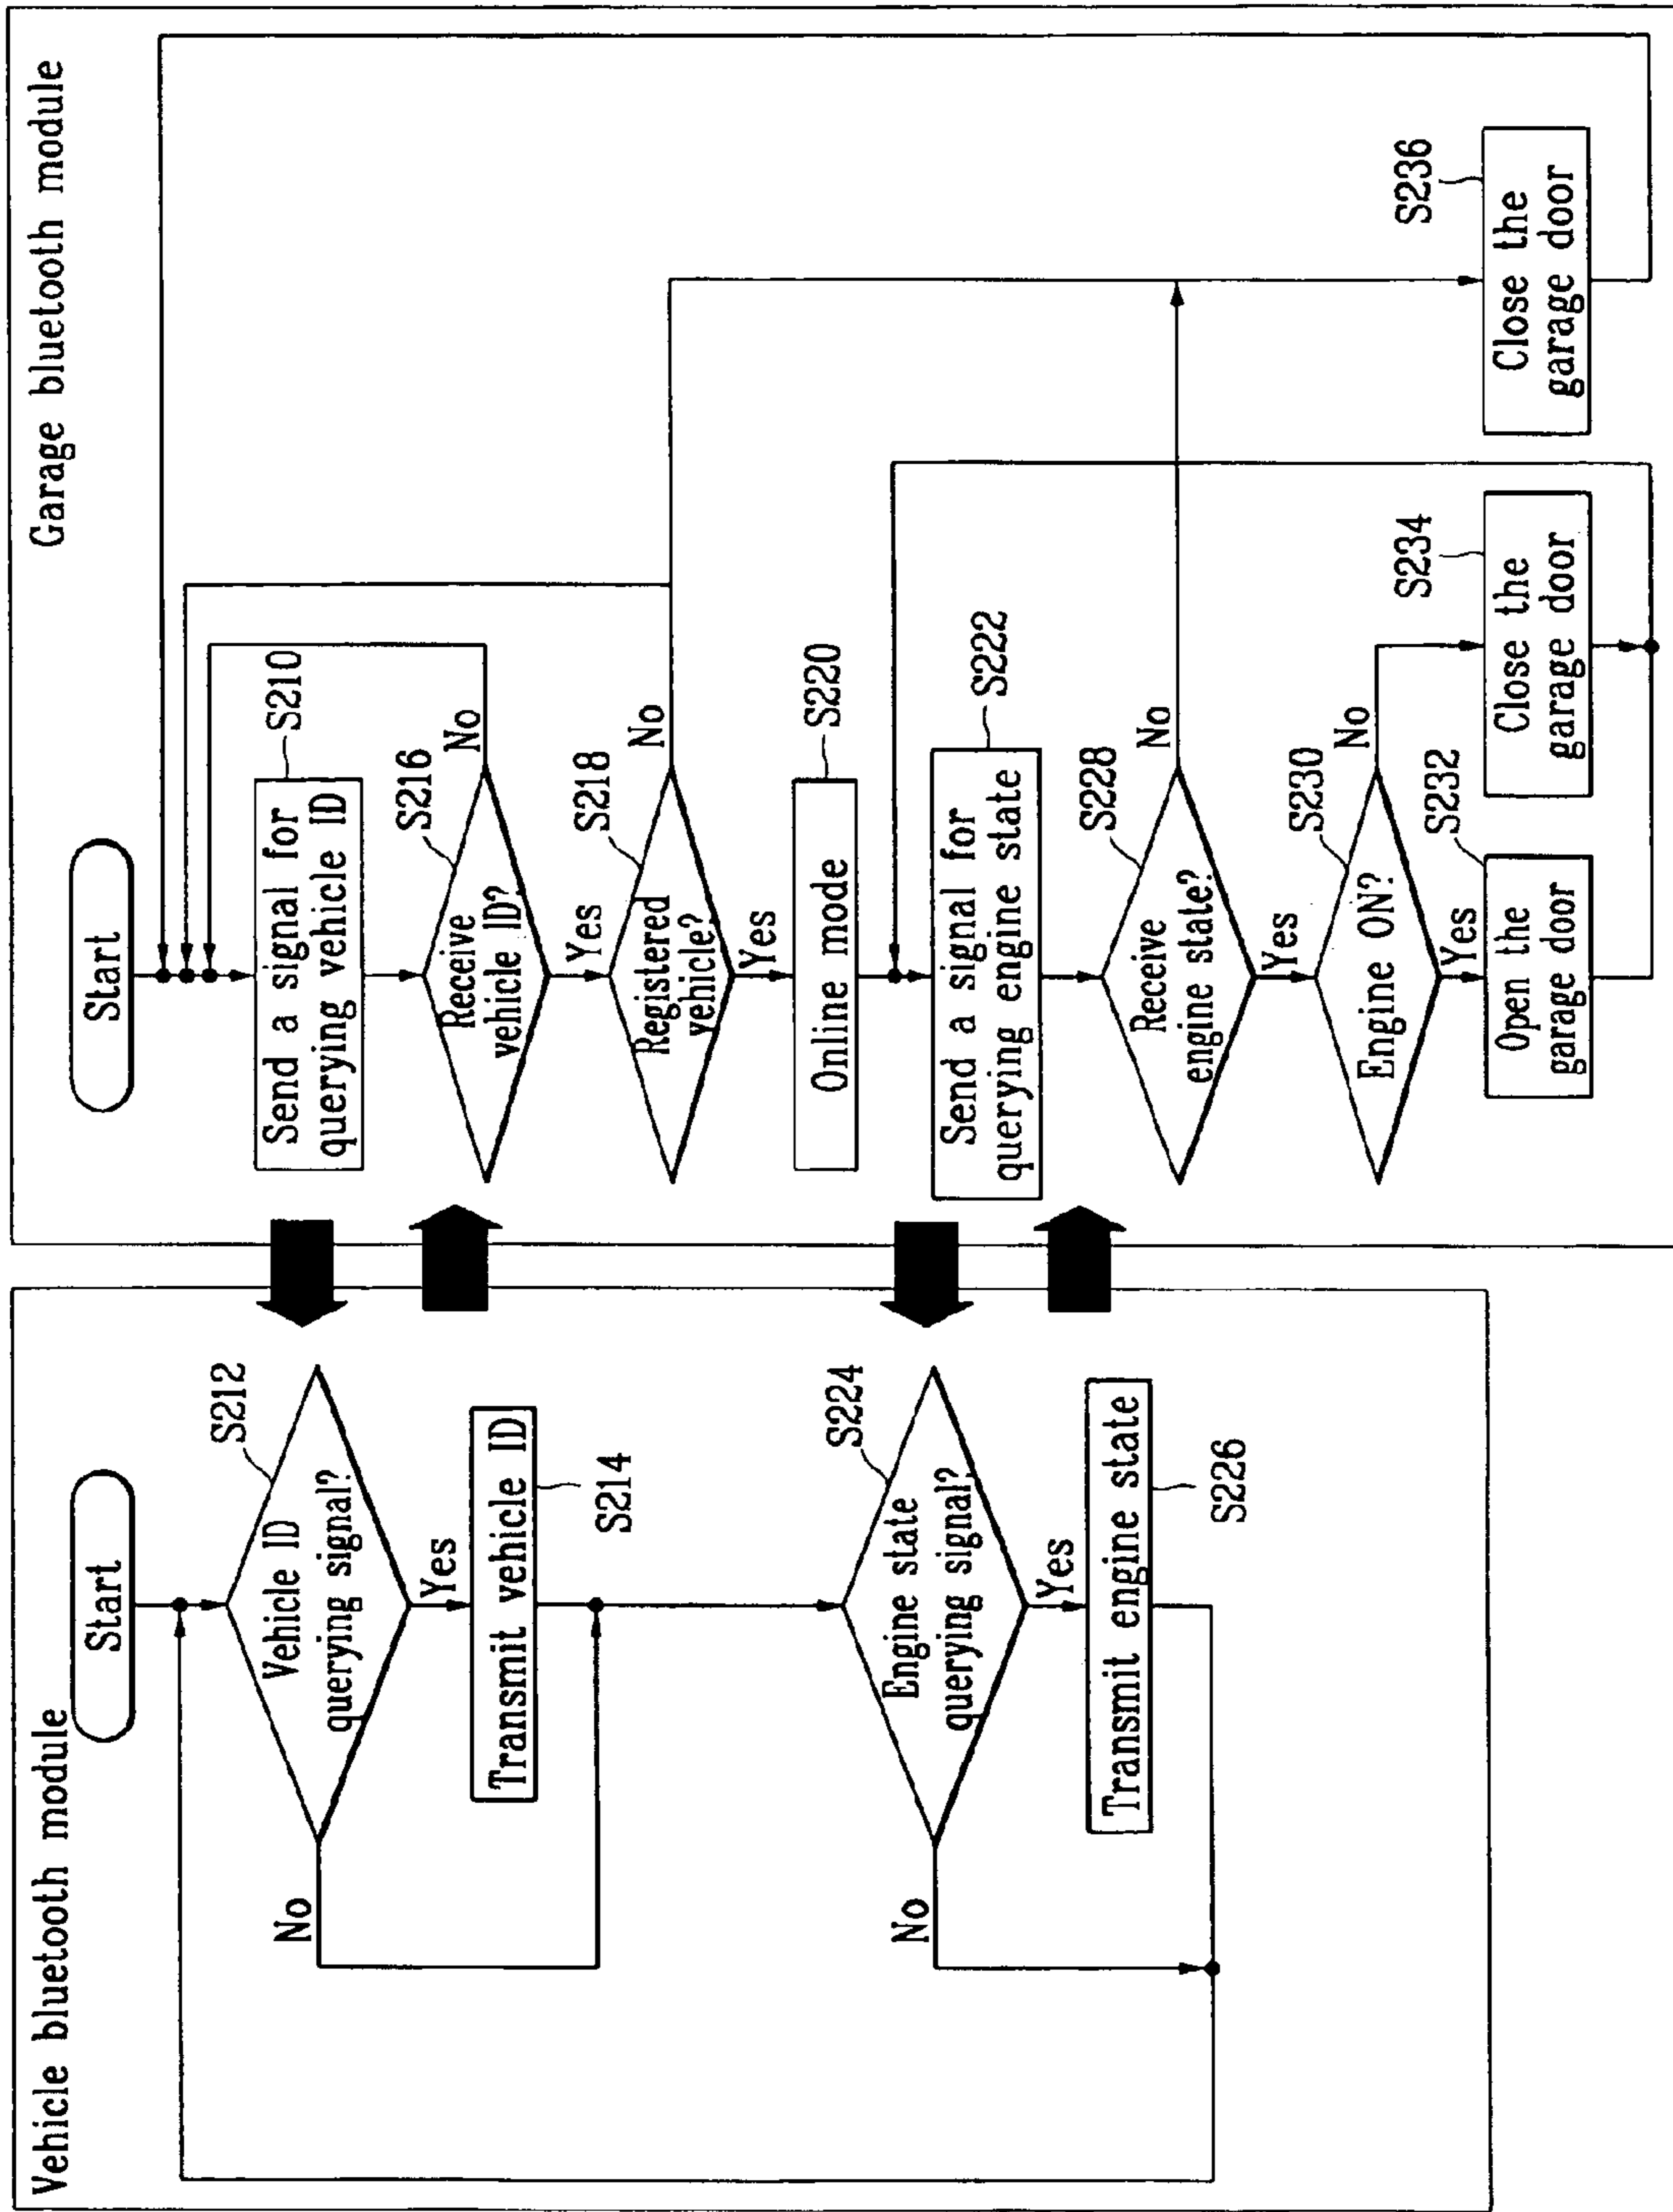 Vehicle bluetooth module
Start
Vehicle ID
querying signal?
S212
Yes
No
Transmit vehicle ID
S214
Engine state
querying signal?
S224
Yes
No
Transmit engine state
S226
Garage bluetooth module
Start
Send a signal for
querying vehicle ID
S210
Receive
vehicle ID?
S216
No
Yes
Registered
vehicle?
S218
No
Yes
Online mode
S220
Send a signal for
querying engine state
S222
Receive
engine state?
S228
No
Yes
Engine ON?
S230
No
Yes
Open the
garage door
S232
Close the
garage door
S234
Close the
garage door
S236